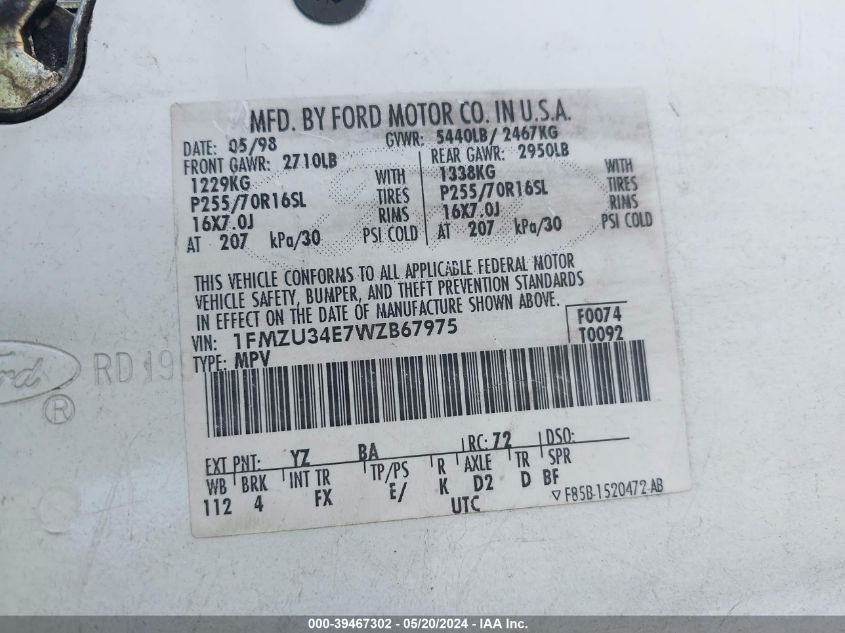 MFD. BY FORD MOTOR CO. IN U.S.A.
DATE: 05/98 GVWR: 5440LB/ 2467KG
FRONT GAWR: 2710LB REAR GAWR: 2950LB
1229KG WITH 1338KG WITH
P255/70R16SL TIRES P255/70R16SL TIRES
16X7.0J RIMS 16X7.0J RIMS
AT 207 kPa/30 PSI COLD AT 207 kPa/30 PSI COLD
THIS VEHICLE CONFORMS TO ALL APPLICABLE FEDERAL MOTOR
VEHICLE SAFETY, BUMPER, AND THEFT PREVENTION STANDARDS
IN EFFECT ON THE DATE OF MANUFACTURE SHOWN ABOVE.
VIN: 1FMZU34E7WZB67975 F0074
TYPE: MPV T0092
RD 199
®
EXT PNT: YZ BA RC: 72 DSO:
WB BRK INT TR TP/PS R AXLE TR SPR
112 4 FX E/ K D2 D BF
UTC ▽ F85B-1520472-AB
000-39467302 - 05/20/2024 - IAA Inc.